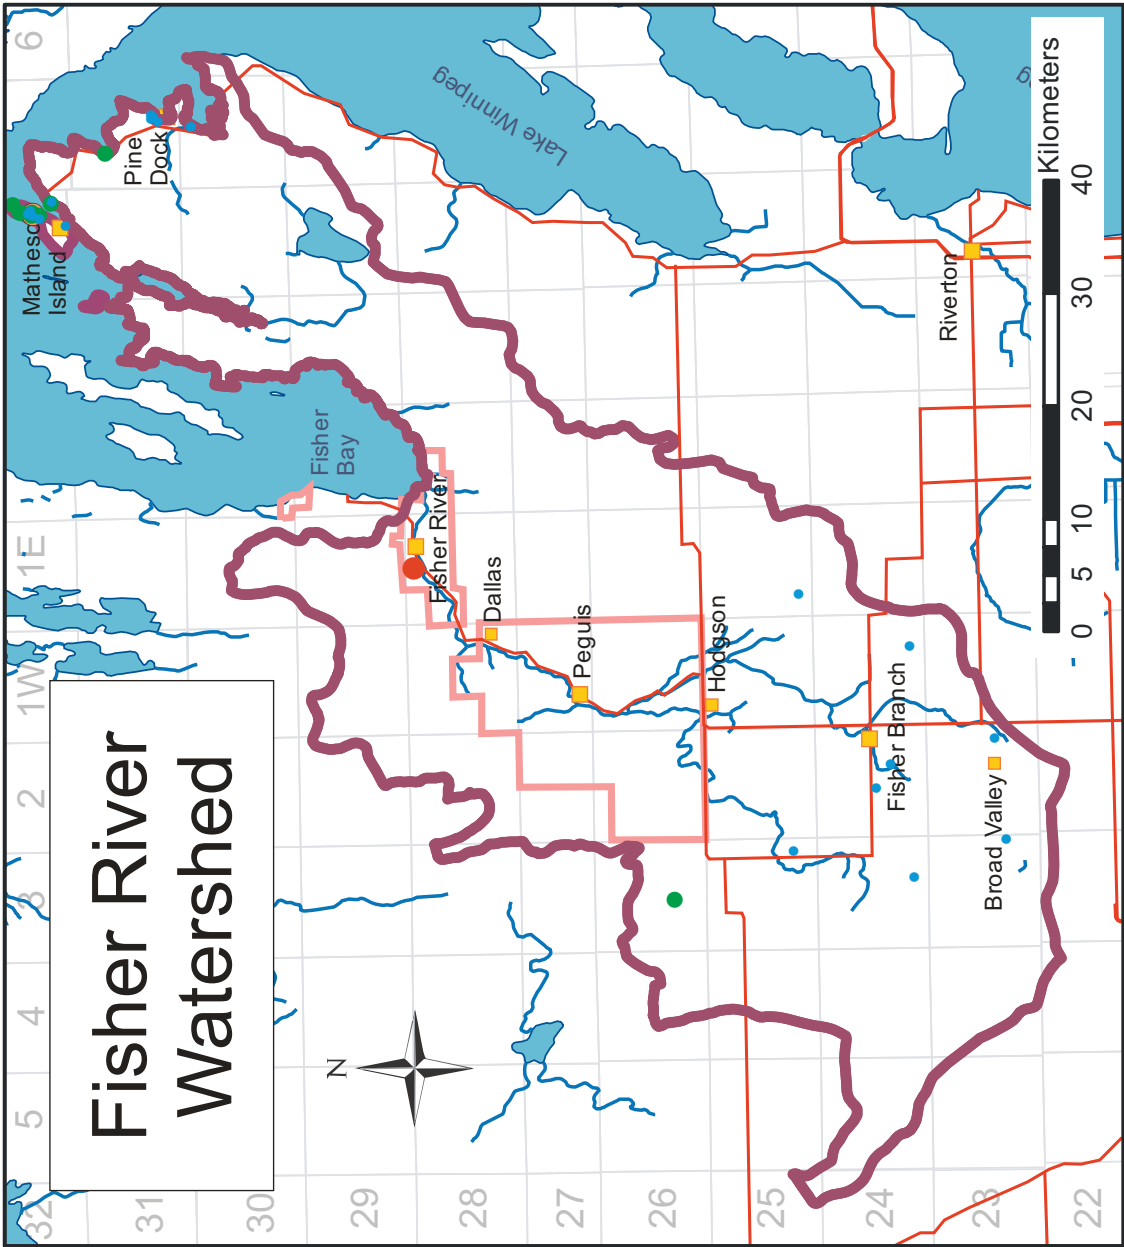 Fisher River
Watershed
N
5
4
3
2
1W
1E
6
32
31
30
29
28
27
26
25
24
23
22
Matheso
Island
Pine
Dock
Lake Winnipeg
Fisher
Bay
Fisher River
Dallas
Peguis
Hodgson
Fisher Branch
Broad Valley
Riverton
g
Kilometers
0
5
10
20
30
40